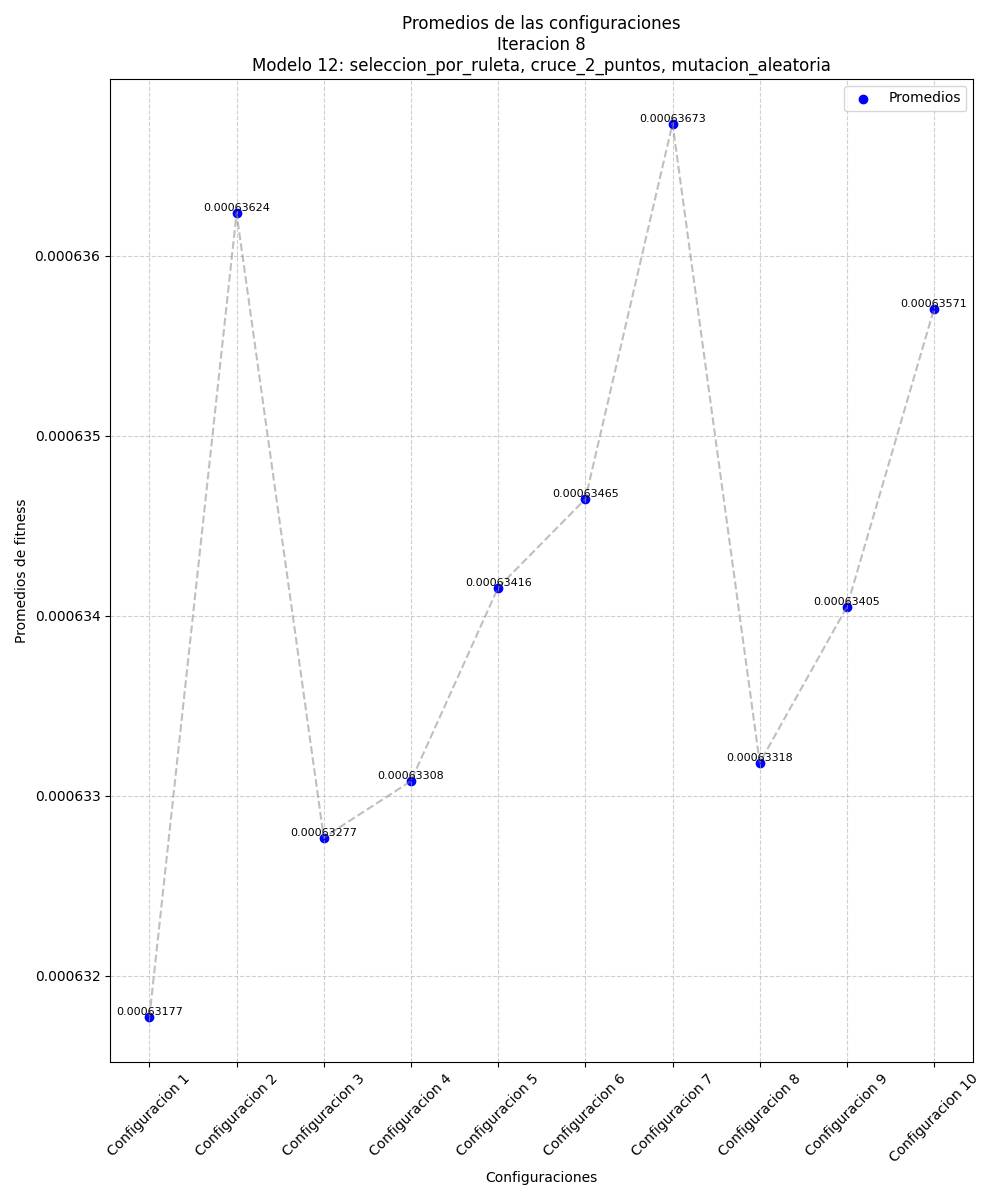 Promedios de las configuraciones
Iteracion 8
Modelo 12: seleccion_por_ruleta, cruce_2_puntos, mutacion_aleatoria
Promedios
0.00063673
0.00063624
0.000636
0.00063571
0.000635
0.00063465
0.00063416
0.00063405
0.000634
0.00063318
0.00063308
0.000633
0.00063277
0.000632
0.00063177
Promedios de fitness
Configuracion 1
Configuracion 2
Configuracion 3
Configuracion 4
Configuracion 5
Configuracion 6
Configuracion 7
Configuracion 8
Configuracion 9
Configuracion 10
Configuraciones